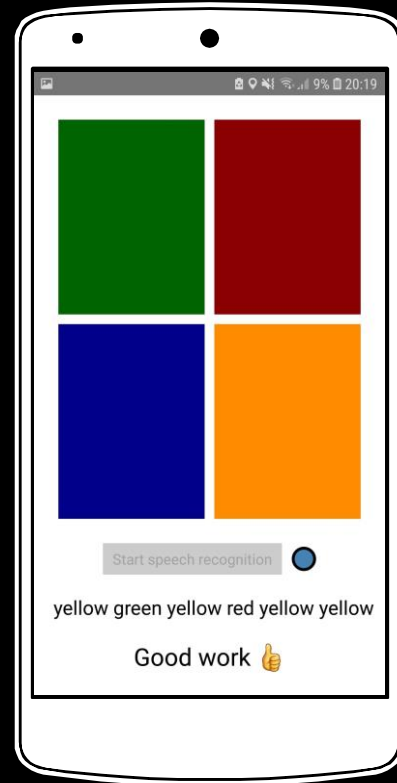 9% 20:19
Start speech recognition
yellow green yellow red yellow yellow
Good work 👍